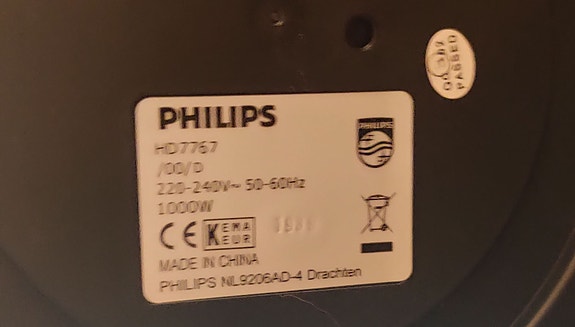 PHILIPS
HD7767
/00/D
220-240V~ 50-60Hz
1000W
CE KEMA
KEUR
MADE IN CHINA
PHILIPS NL9206AD-4 Drachten
PHILIPS
PASSED